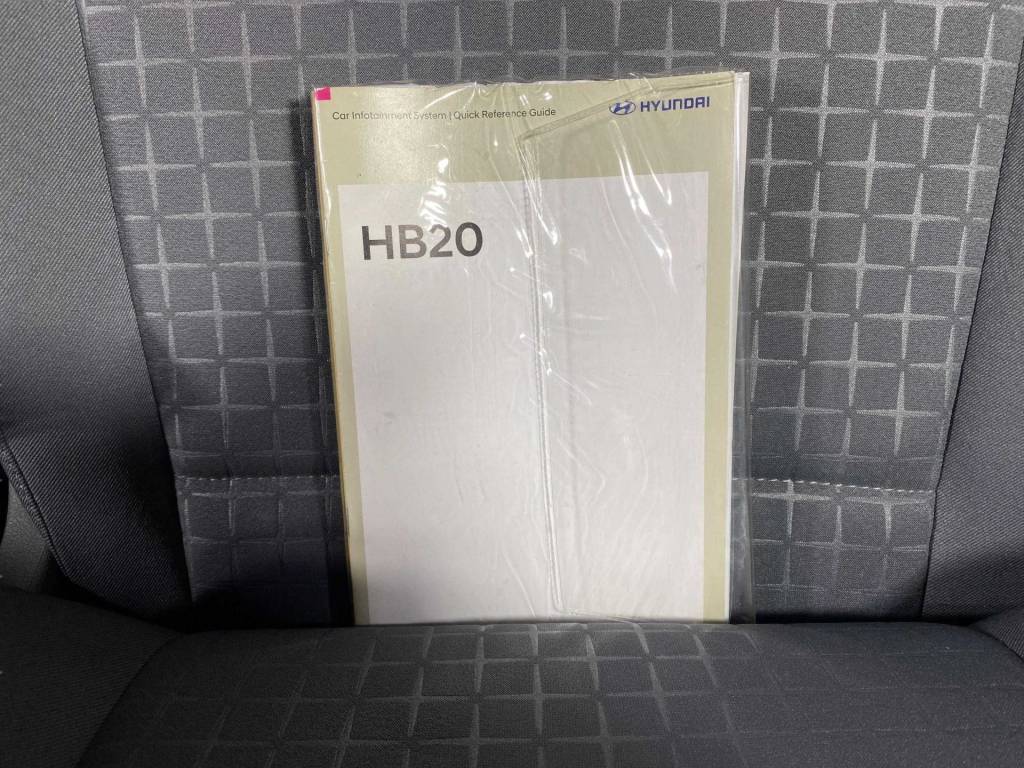 Car Infotainment System | Quick Reference Guide
HYUNDAI
HB20